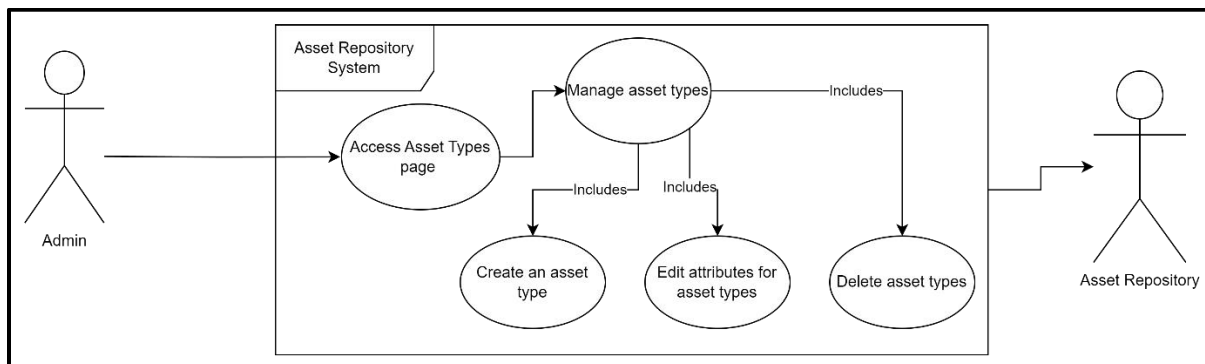 Asset Repository
System
Manage asset types
Includes
Access Asset Types
page
Includes
Includes
Admin
Create an asset
type
Edit attributes for
asset types
Delete asset types
Asset Repository